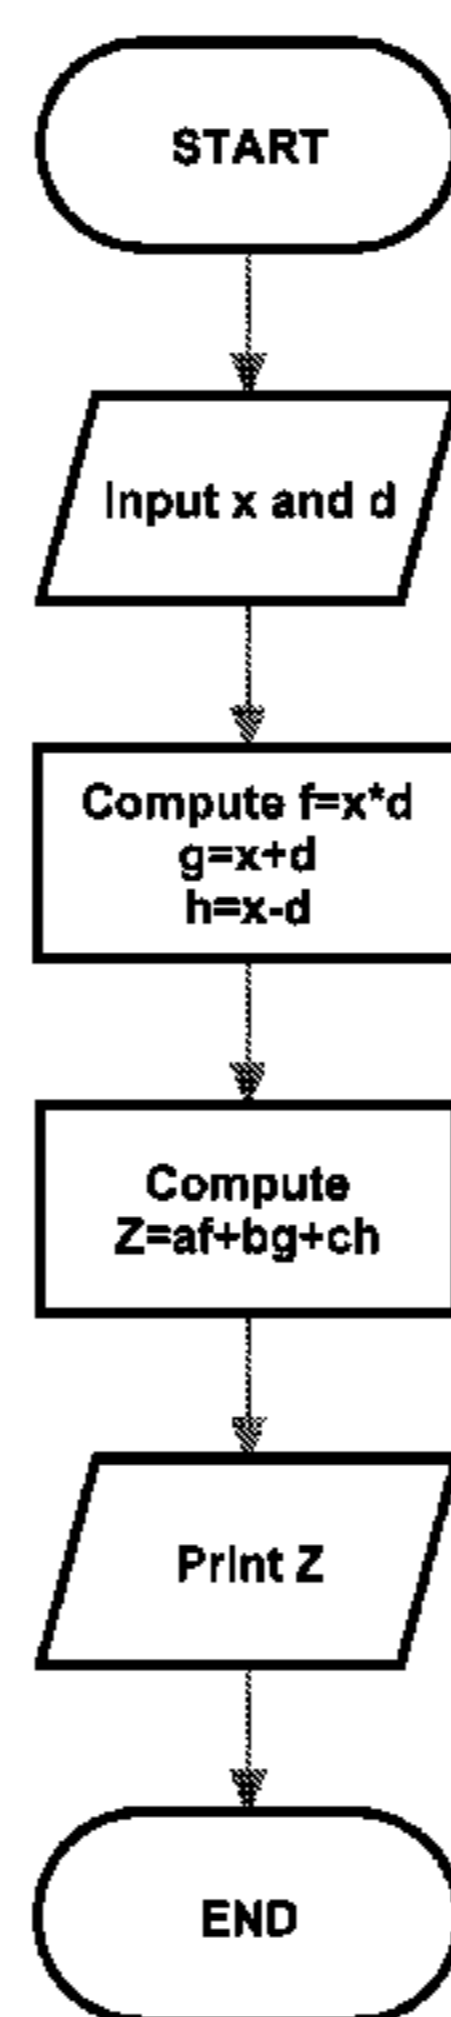 START
Input x and d
Compute f=x*d
g=x+d
h=x-d
Compute
Z=af+bg+ch
Print Z
END